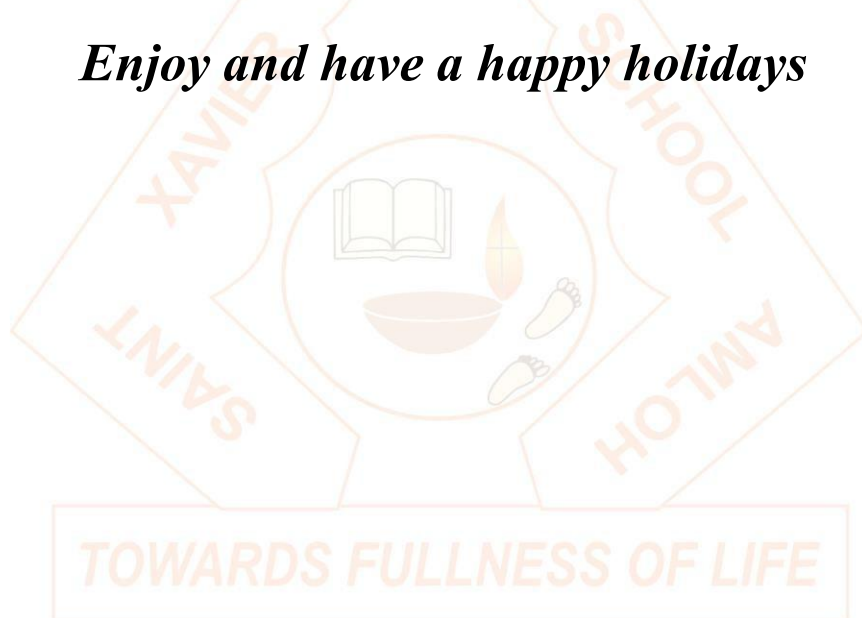 Enjoy and have a happy holidays
SAINT XAVIER SCHOOL AMLOH
TOWARDS FULLNESS OF LIFE